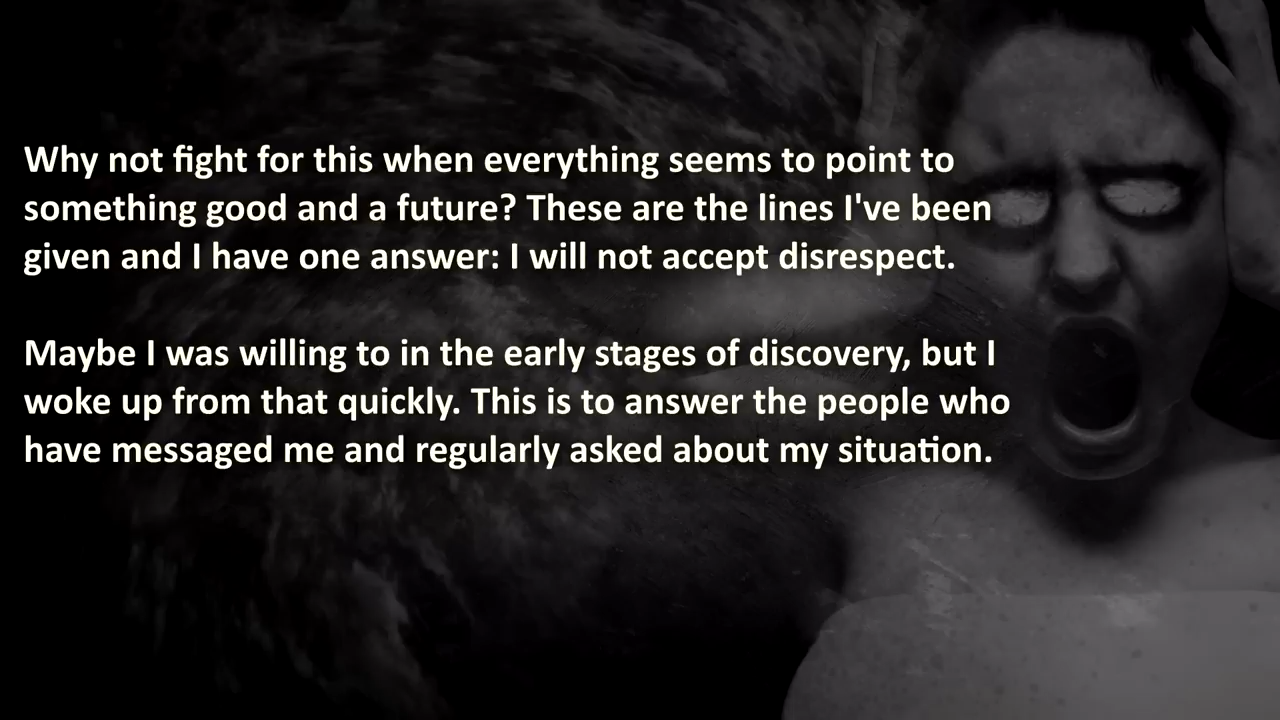 Why not fight for this when everything seems to point to
something good and a future? These are the lines I've been
given and I have one answer: I will not accept disrespect.
Maybe I was willing to in the early stages of discovery, but I
woke up from that quickly. This is to answer the people who
have messaged me and regularly asked about my situation.